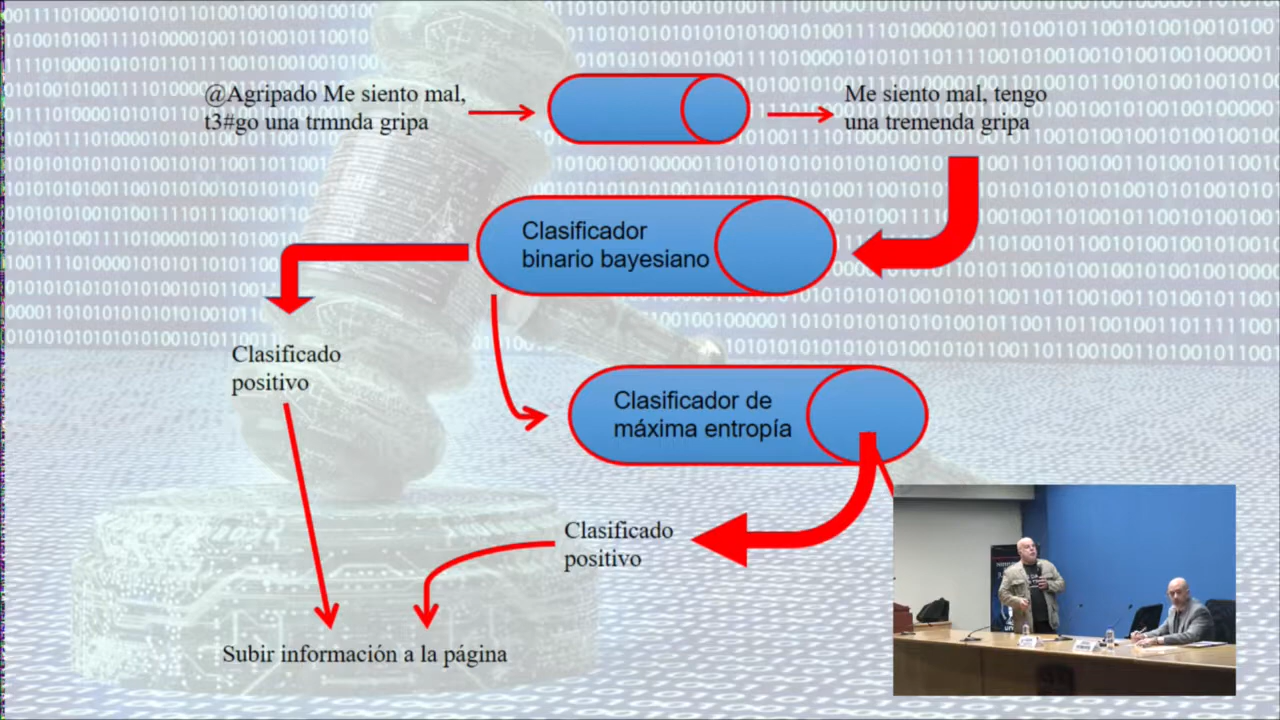 @Agripado Me siento mal,
t3#go una trmnda gripa
Me siento mal, tengo
una tremenda gripa
Clasificador
binario bayesiano
Clasificado
positivo
Clasificador de
máxima entropía
Clasificado
positivo
Subir información a la página